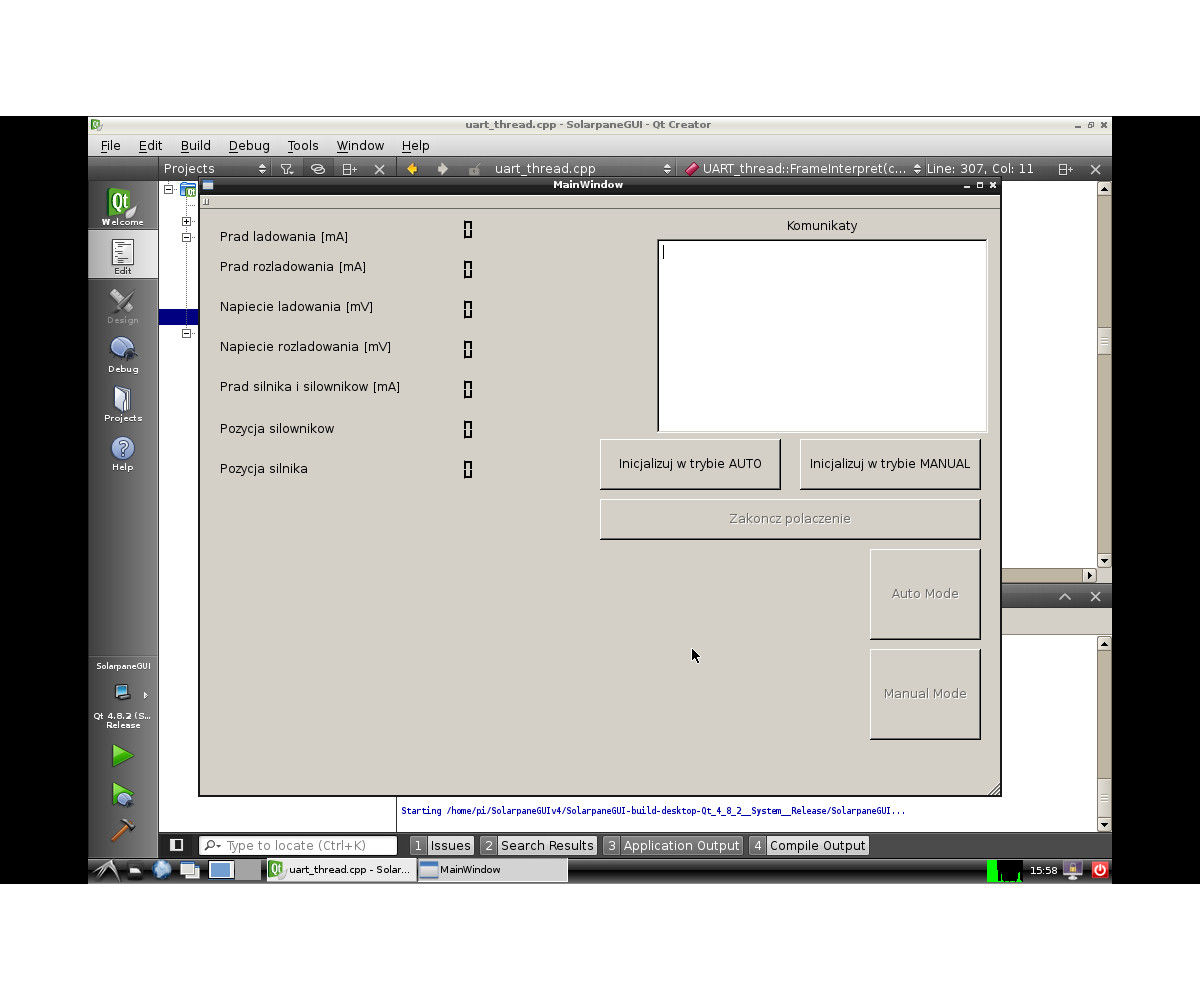 uart_thread.cpp - SolarpaneGUI - Qt Creator
File Edit Build Debug Tools Window Help
Projects uart_thread.cpp UART_thread::FrameInterpret(c... Line: 307, Col: 11
MainWindow
Welcome
Edit
Design
Debug
Projects
Help
Prad ladowania [mA] 0
Prad rozladowania [mA] 0
Napiecie ladowania [mV] 0
Napiecie rozladowania [mV] 0
Prad silnika i silownikow [mA] 0
Pozycja silownikow 0
Pozycja silnika 0
Komunikaty
Inicjalizuj w trybie AUTO Inicjalizuj w trybie MANUAL
Zakoncz polaczenie
Auto Mode
Manual Mode
SolarpaneGUI
Qt 4.8.2 (S...
Release
Starting /home/pi/SolarpaneGUIv4/SolarpaneGUI-build-desktop-Qt_4_8_2__System__Release/SolarpaneGUI...
Type to locate (Ctrl+K) 1 Issues 2 Search Results 3 Application Output 4 Compile Output
uart_thread.cpp - Solar... MainWindow 15:58